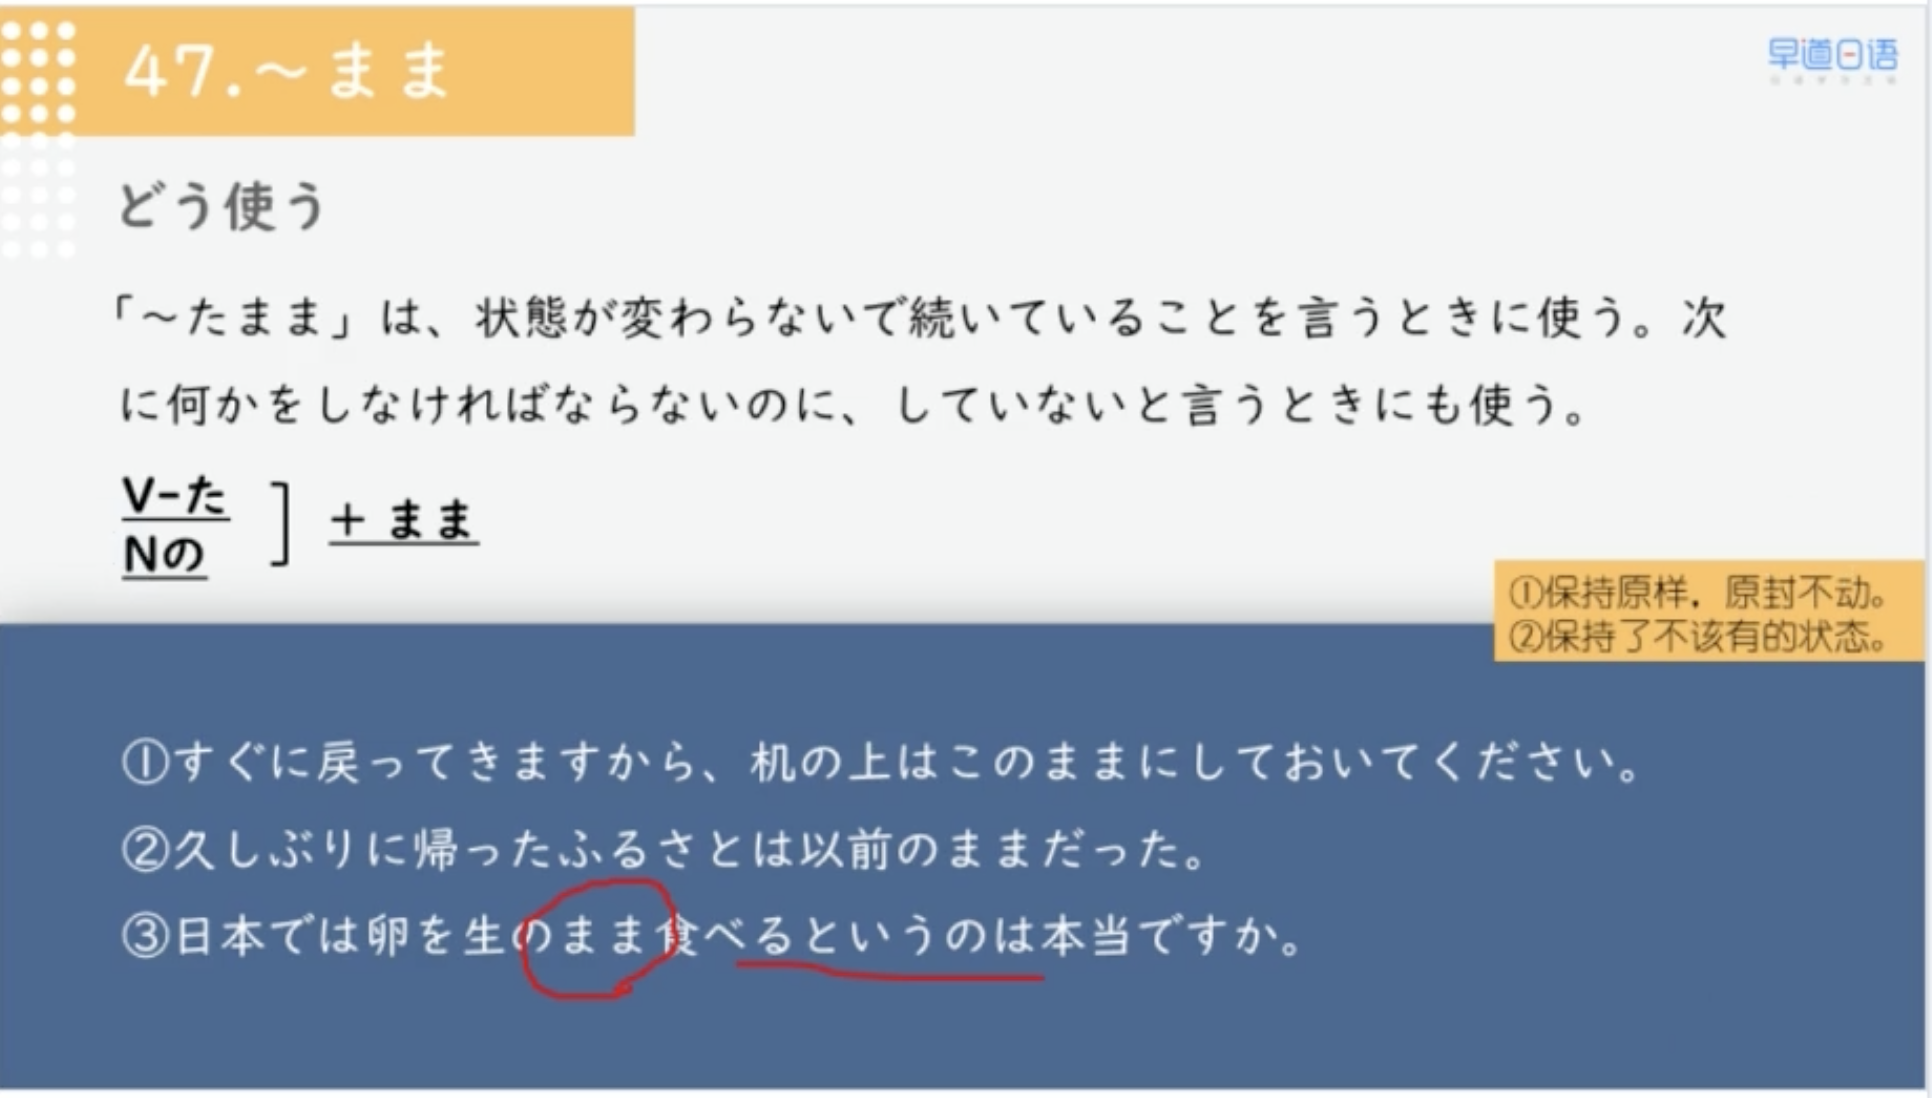 47.～まま
早道日语
どう使う
「～たまま」は、状態が変わらないで続いていることを言うときに使う。次
に何かをしなければならないのに、していないと言うときにも使う。
V-た
Nの
] + まま
①保持原样，原封不动。
②保持了不该有的状态。
①すぐに戻ってきますから、机の上はこのままにしておいてください。
②久しぶりに帰ったふるさとは以前のままだった。
③日本では卵を生のまま食べるというのは本当ですか。